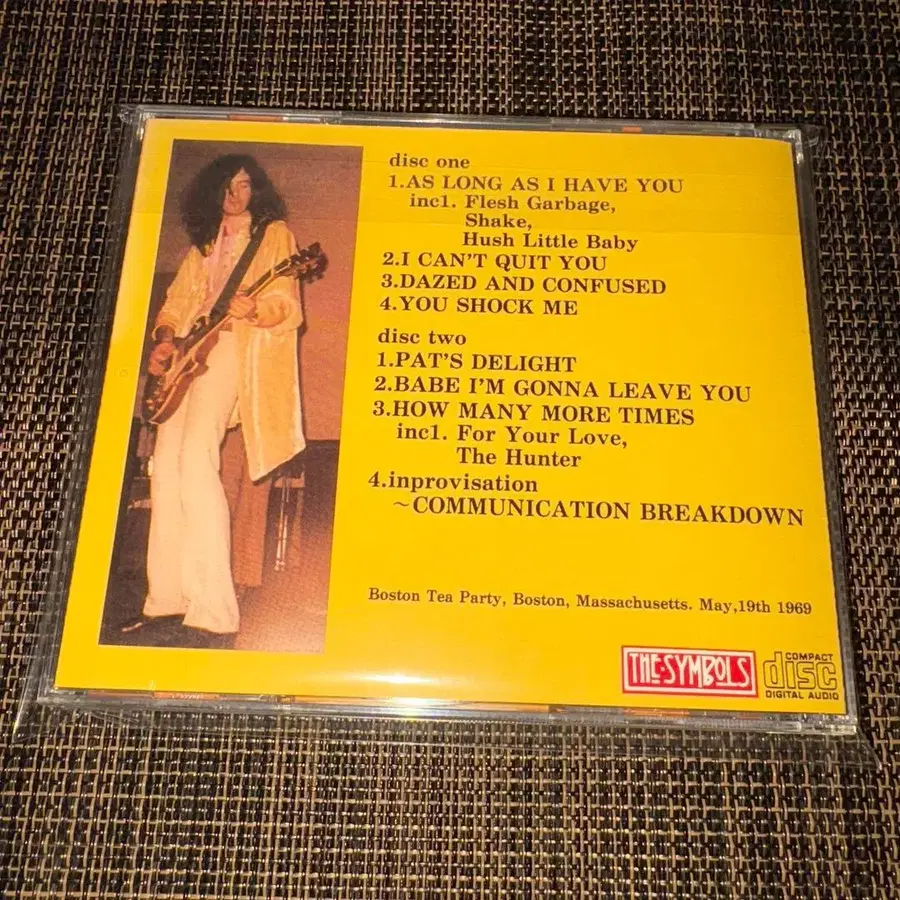 disc one
1.AS LONG AS I HAVE YOU
incl. Flesh Garbage,
Shake,
Hush Little Baby
2.I CAN'T QUIT YOU
3.DAZED AND CONFUSED
4.YOU SHOCK ME
disc two
1.PAT'S DELIGHT
2.BABE I'M GONNA LEAVE YOU
3.HOW MANY MORE TIMES
incl. For Your Love,
The Hunter
4.inprovisation
~COMMUNICATION BREAKDOWN
Boston Tea Party, Boston, Massachusetts. May,19th 1969
THE·SYMBOLS
COMPACT
disc
DIGITAL AUDIO